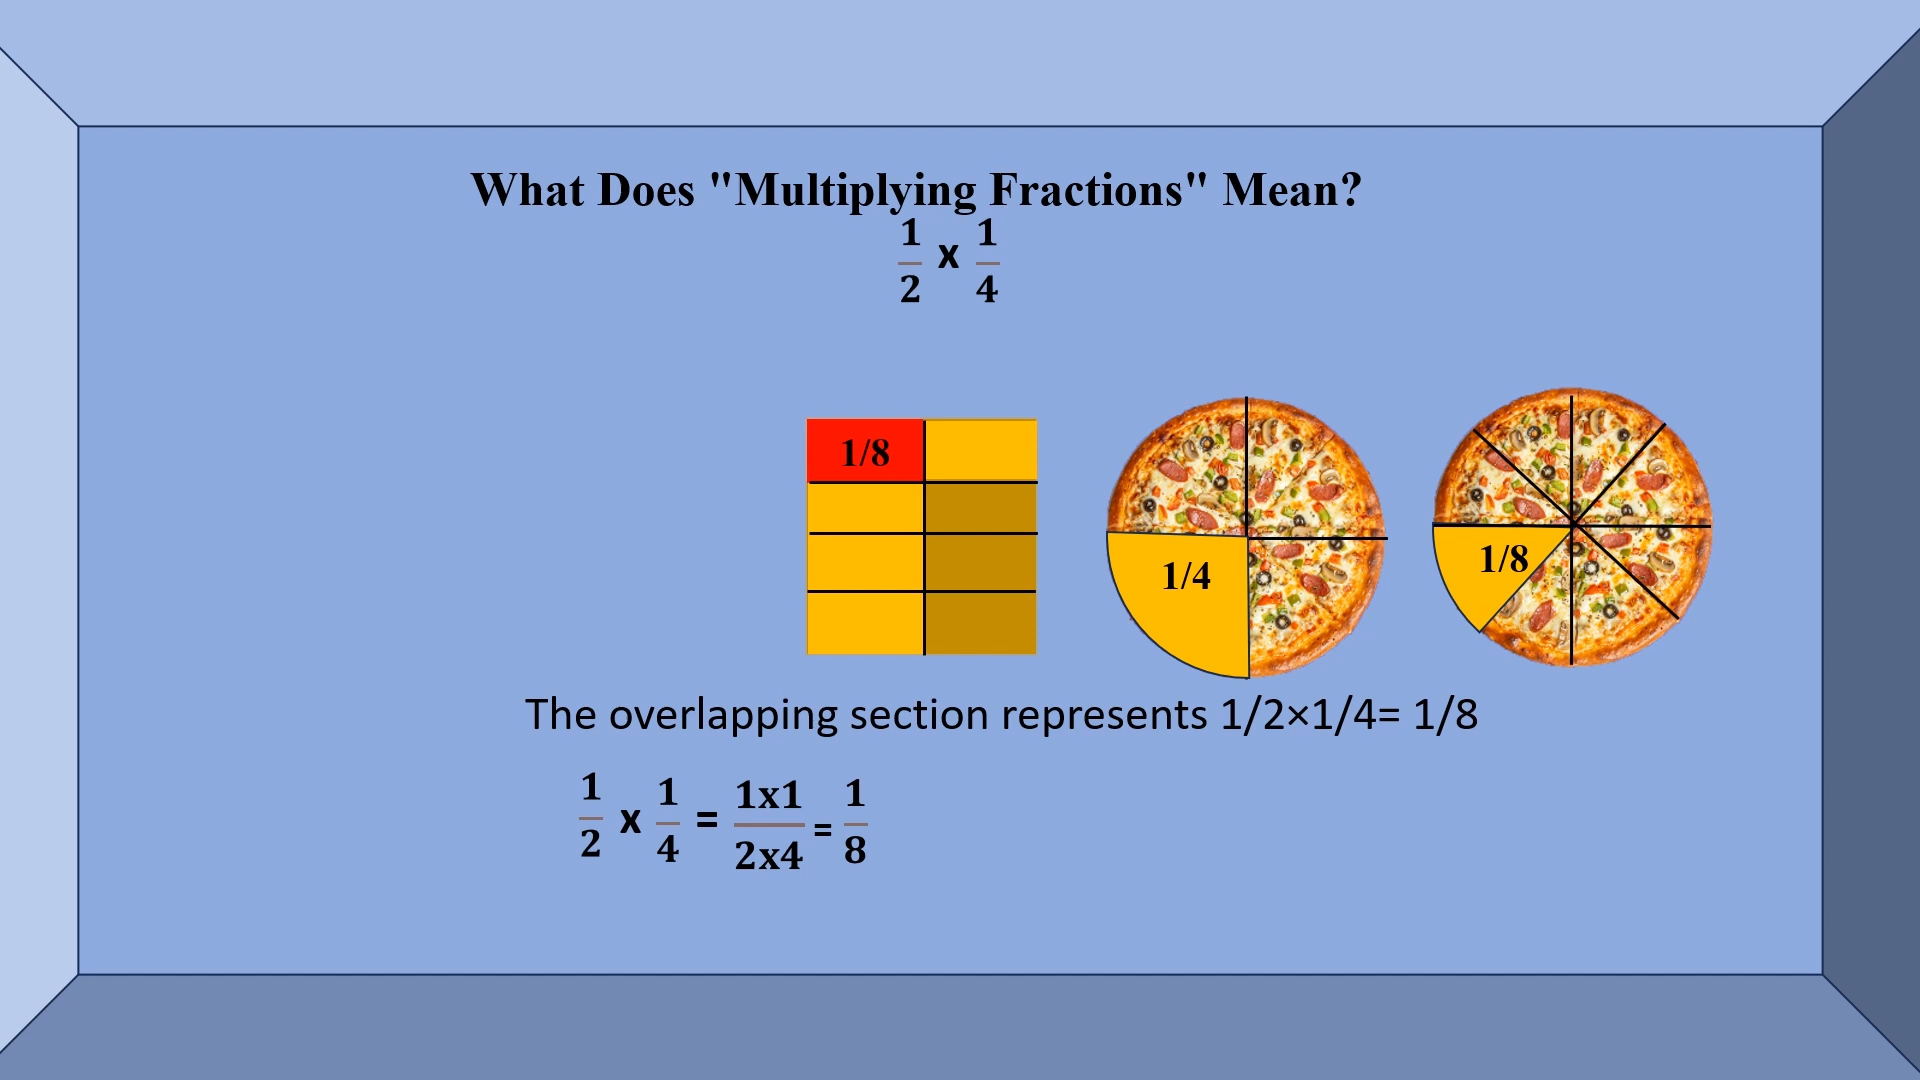 What Does "Multiplying Fractions" Mean?
1/2 x 1/4
1/8
1/4
1/8
The overlapping section represents 1/2×1/4= 1/8
1/2 x 1/4 = 1x1/2x4 = 1/8